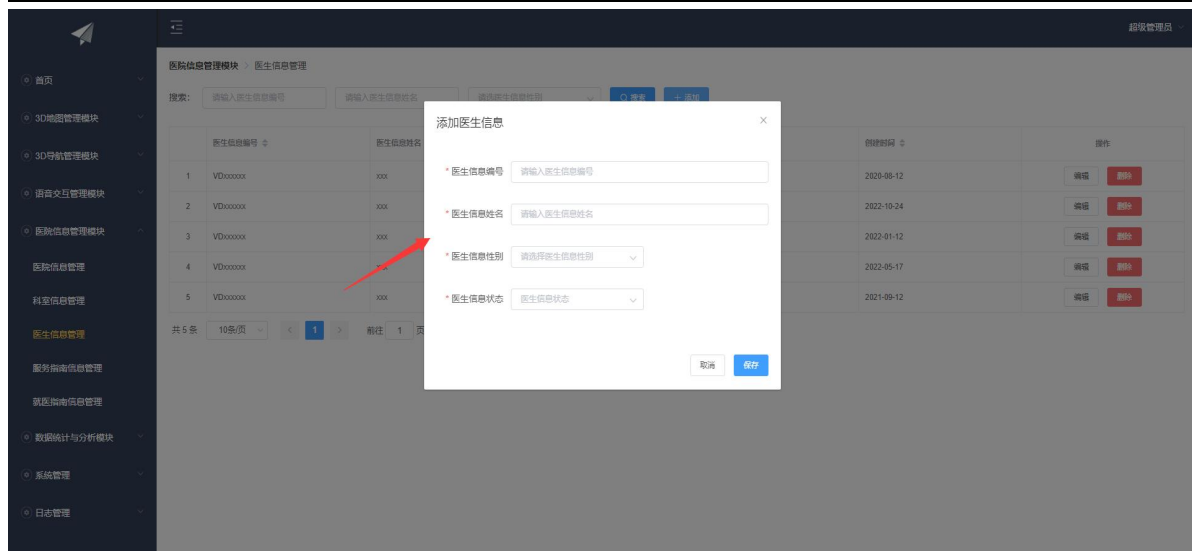 超级管理员
首页
3D地图管理模块
3D导航管理模块
语音交互管理模块
医院信息管理模块
医院信息管理
科室信息管理
医生信息管理
服务指南信息管理
就医指南信息管理
数据统计与分析模块
系统管理
日志管理
医院信息管理模块 > 医生信息管理
搜索: 请输入医生信息编号 请输入医生信息姓名 请选择医生信息性别 搜索 + 添加
医生信息编号 医生信息姓名 创建时间 操作
1 VDxxxxxx xxx 2020-08-12 编辑 删除
2 VDxxxxxx xxx 2022-10-24 编辑 删除
3 VDxxxxxx xxx 2022-01-12 编辑 删除
4 VDxxxxxx xxx 2022-05-17 编辑 删除
5 VDxxxxxx xxx 2021-09-12 编辑 删除
共 5 条 10条/页 < 1 > 前往 1 页
添加医生信息 ×
* 医生信息编号 请输入医生信息编号
* 医生信息姓名 请输入医生信息姓名
* 医生信息性别 请选择医生信息性别
* 医生信息状态 医生信息状态
取消 保存